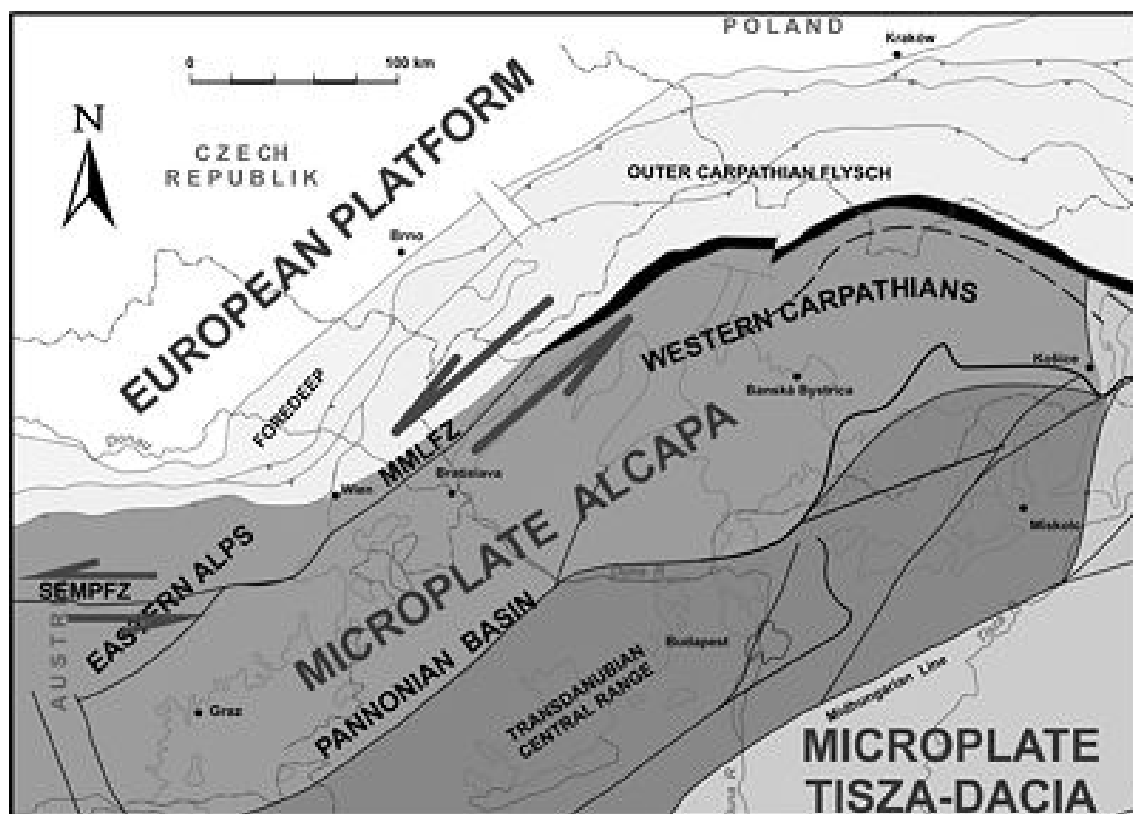 POLAND
Kraków
0 100 km
N
CZECH
REPUBLIK
EUROPEAN PLATFORM
OUTER CARPATHIAN FLYSCH
Brno
WESTERN CARPATHIANS
Košice
Banská Bystrica
FOREDEEP
Donau
MMLFZ
Wien
Bratislava
MICROPLATE ALCAPA
Miskolc
EASTERN ALPS
SEMPFZ
AUSTRI
PANNONIAN BASIN
Budapest
TRANSDANUBIAN
CENTRAL RANGE
Graz
Midhungarian Line
MICROPLATE
TISZA-DACIA